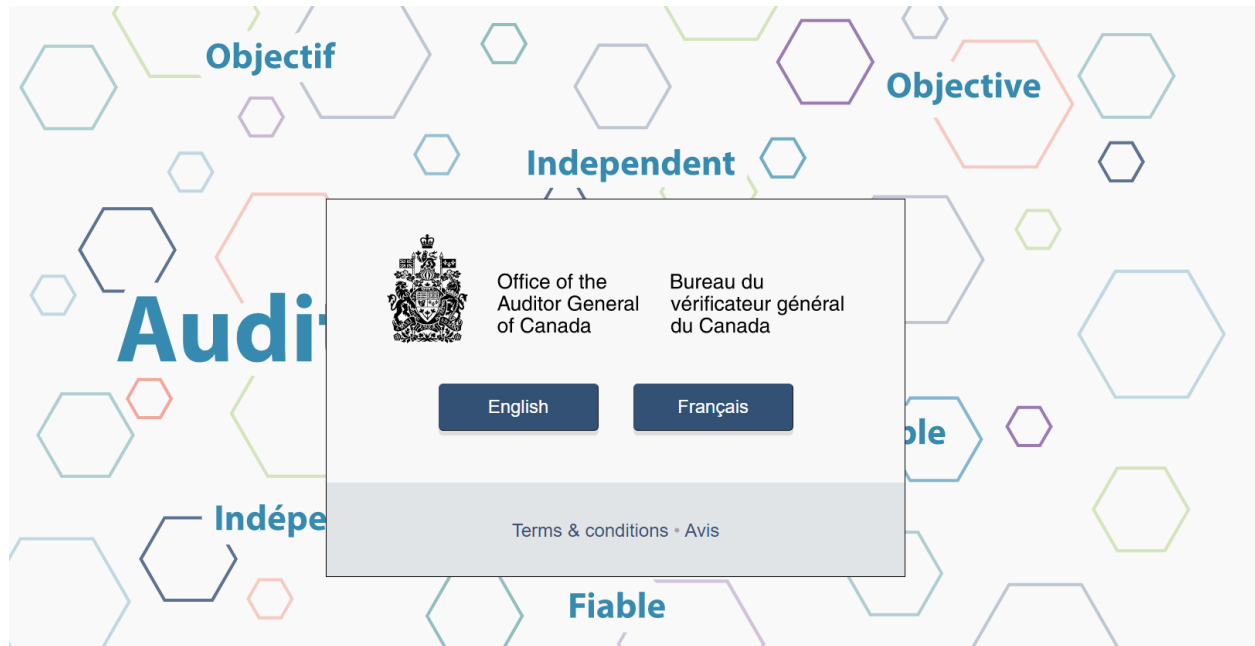 Objectif
Objective
Independent
Office of the
Auditor General
of Canada
Bureau du
vérificateur général
du Canada
English
Français
Terms & conditions • Avis
Fiable